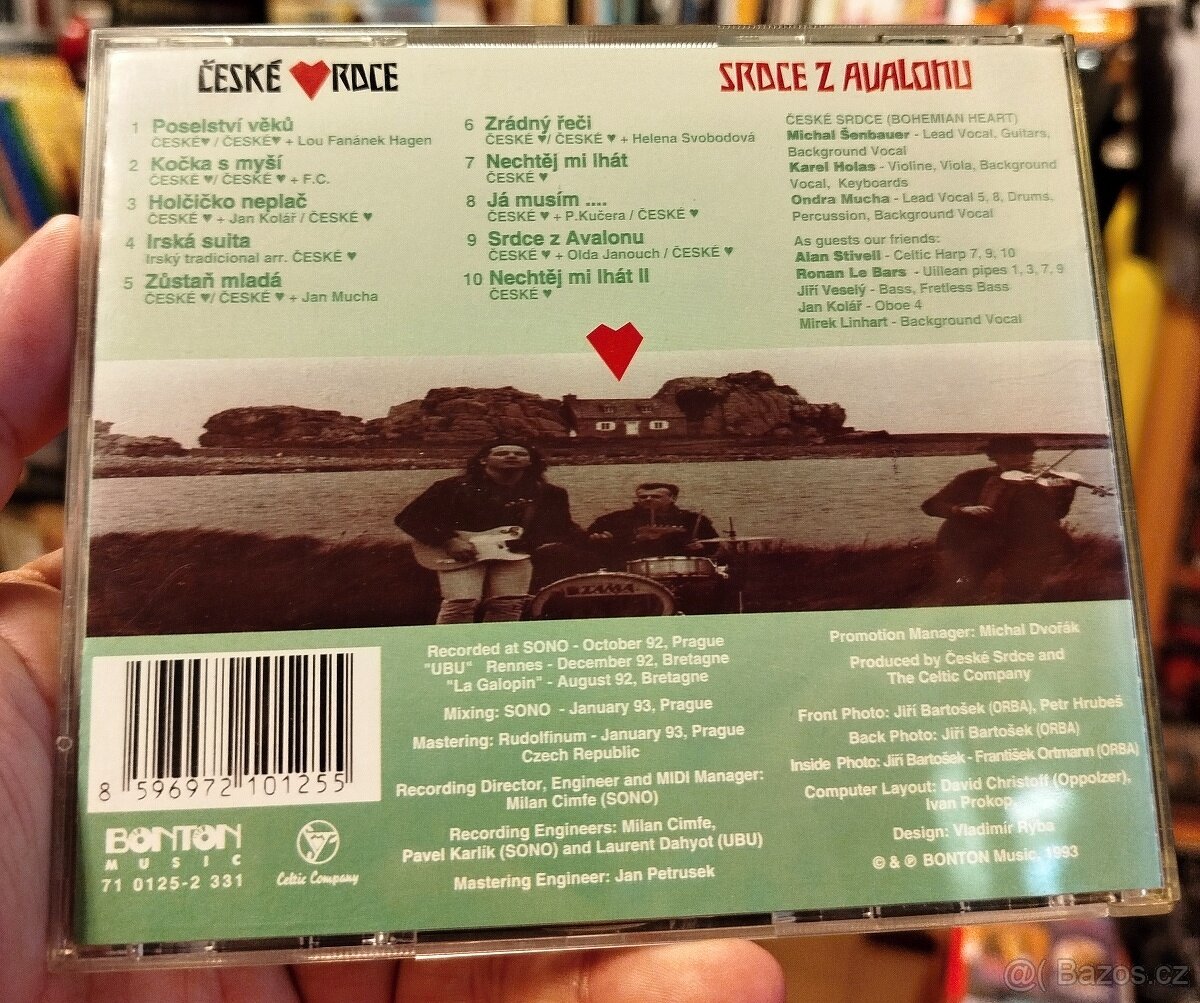 ČESKÉ ♥RDCE
SRDCE Z AVALONU
1 Poselství věků
ČESKÉ♥/ ČESKÉ ♥ + Lou Fanánek Hagen
2 Kočka s myší
ČESKÉ ♥/ ČESKÉ ♥ + F.C.
3 Holčičko neplač
ČESKÉ ♥ + Jan Kolář / ČESKÉ ♥
4 Irská suita
Irský tradicional arr. ČESKÉ ♥
5 Zůstaň mladá
ČESKÉ ♥/ ČESKÉ ♥ + Jan Mucha
6 Zrádný řeči
ČESKÉ ♥/ ČESKÉ ♥ + Helena Svobodová
7 Nechtěj mi lhát
ČESKÉ ♥
8 Já musím ....
ČESKÉ ♥ + P.Kučera / ČESKÉ ♥
9 Srdce z Avalonu
ČESKÉ ♥ + Olda Janouch / ČESKÉ ♥
10 Nechtěj mi lhát II
ČESKÉ ♥
ČESKÉ SRDCE (BOHEMIAN HEART)
Michal Šenbauer - Lead Vocal, Guitars,
Background Vocal
Karel Holas - Violine, Viola, Background
Vocal, Keyboards
Ondra Mucha - Lead Vocal 5, 8, Drums,
Percussion, Background Vocal
As guests our friends:
Alan Stivell - Celtic Harp 7, 9, 10
Ronan Le Bars - Uillean pipes 1, 3, 7, 9
Jiří Veselý - Bass, Fretless Bass
Jan Kolář - Oboe 4
Mirek Linhart - Background Vocal
TAMA
8 596972 101255
BONTON
MUSIC
71 0125-2 331
Celtic Company
Recorded at SONO - October 92, Prague
"UBU" Rennes - December 92, Bretagne
"La Galopin" - August 92, Bretagne
Mixing: SONO - January 93, Prague
Mastering: Rudolfinum - January 93, Prague
Czech Republic
Recording Director, Engineer and MIDI Manager:
Milan Cimfe (SONO)
Recording Engineers: Milan Cimfe,
Pavel Karlík (SONO) and Laurent Dahyot (UBU)
Mastering Engineer: Jan Petrusek
Promotion Manager: Michal Dvořák
Produced by České Srdce and
The Celtic Company
Front Photo: Jiří Bartošek (ORBA), Petr Hrubeš
Back Photo: Jiří Bartošek (ORBA)
Inside Photo: Jiří Bartošek - František Ortmann (ORBA)
Computer Layout: David Christoff (Oppolzer),
Ivan Prokop
Design: Vladimír Rýba
© & ℗ BONTON Music, 1993
@( Bazos.cz